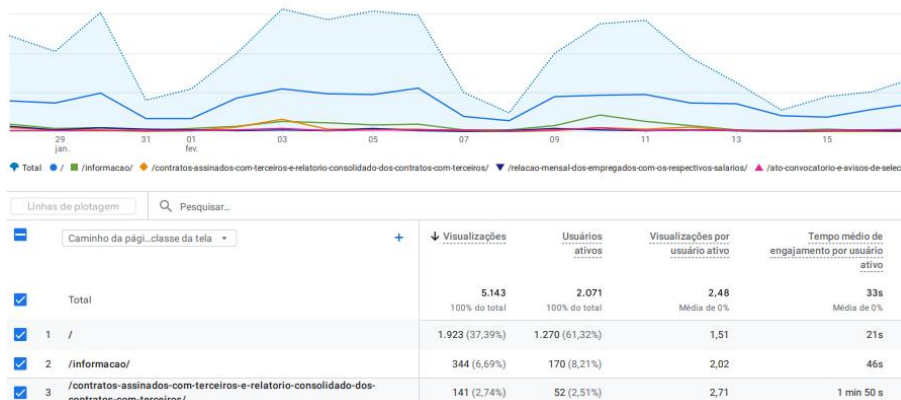 29
jan.
31
01
fev.
03
05
07
09
11
13
15
Total / /informacao/ /contratos-assinados-com-terceiros-e-relatorio-consolidado-dos-contratos-com-terceiros/ /relacao-mensal-dos-empregados-com-os-respectivos-salarios/ /ato-convocatorio-e-avisos-de-selec
Linhas de plotagem Pesquisar...
Caminho da pági...classe da tela + ↓ Visualizações Usuários ativos Visualizações por usuário ativo Tempo médio de engajamento por usuário ativo
Total 5.143 2.071 2,48 33s
100% do total 100% do total Média de 0% Média de 0%
1 / 1.923 (37,39%) 1.270 (61,32%) 1,51 21s
2 /informacao/ 344 (6,69%) 170 (8,21%) 2,02 46s
3 /contratos-assinados-com-terceiros-e-relatorio-consolidado-dos-
contratos-com-terceiros/ 141 (2,74%) 52 (2,51%) 2,71 1 min 50 s